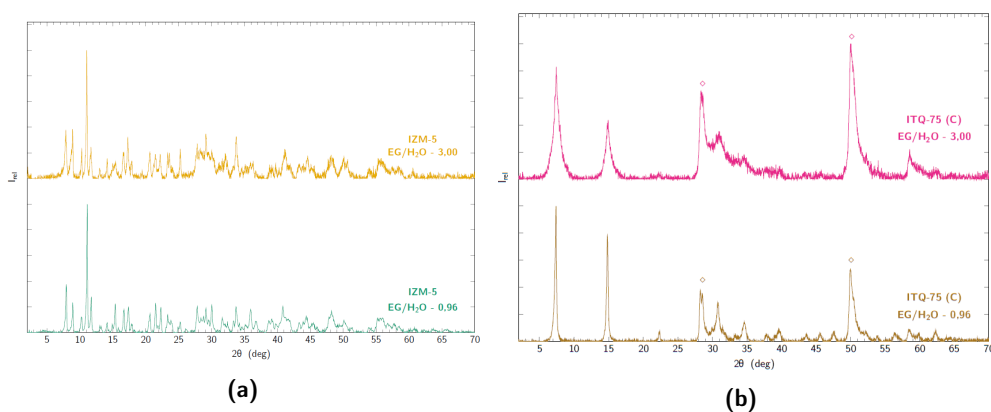 IZM-5
EG/H₂O - 3.00
IZM-5
EG/H₂O - 0.96
I_rel
5 10 15 20 25 30 35 40 45 50 55 60 65 70
2θ (deg)
(a)
ITQ-75 (C)
EG/H₂O - 3.00
ITQ-75 (C)
EG/H₂O - 0.96
I_rel
5 10 15 20 25 30 35 40 45 50 55 60 65 70
2θ (deg)
(b)